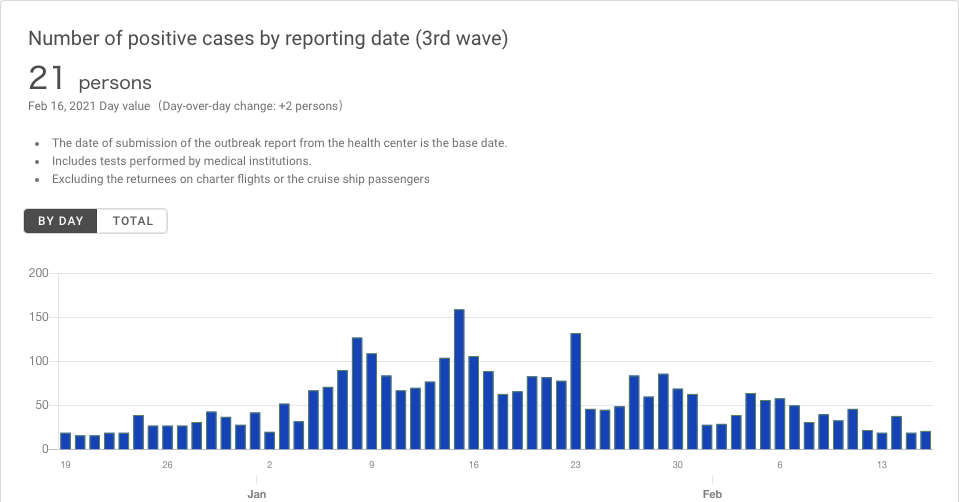 Number of positive cases by reporting date (3rd wave)
21 persons
Feb 16, 2021 Day value（Day-over-day change: +2 persons）
• The date of submission of the outbreak report from the health center is the base date.
• Includes tests performed by medical institutions.
• Excluding the returnees on charter flights or the cruise ship passengers
BY DAY TOTAL
200
150
100
50
0
19 26 2 9 16 23 30 6 13
Jan Feb